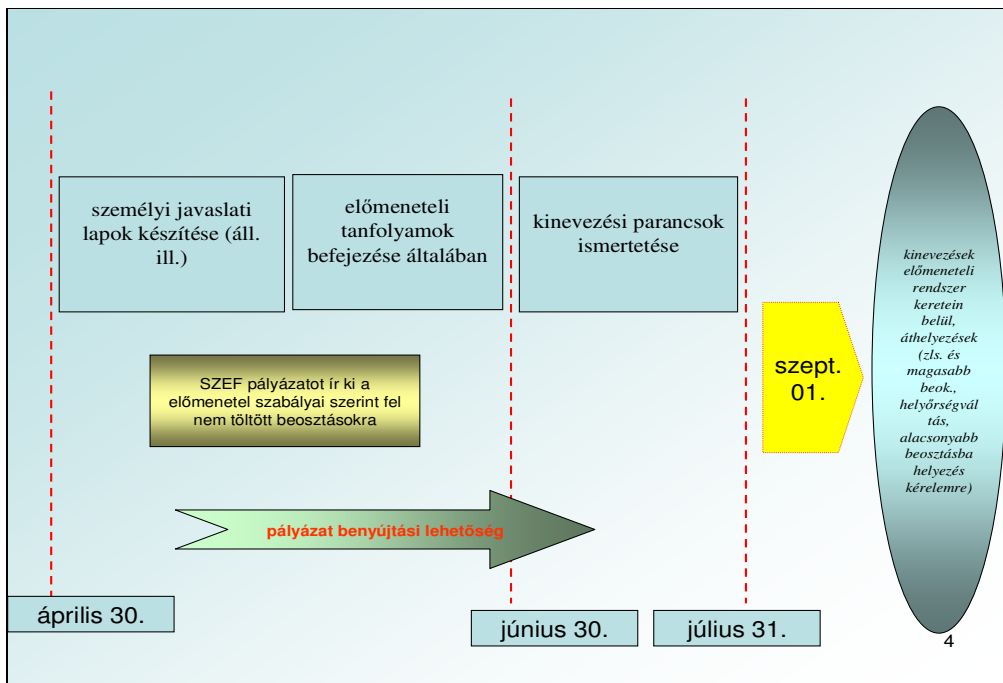 személyi javaslati
lapok készítése (áll.
ill.)
előmeneteli
tanfolyamok
befejezése általában
kinevezési parancsok
ismertetése
SZEF pályázatot ír ki a
előmenetel szabályai szerint fel
nem töltött beosztásokra
pályázat benyújtási lehetőség
szept.
01.
kinevezések
előmeneteli
rendszer
keretein
belül,
áthelyezések
(zls. és
magasabb
beok.,
helyőrségvál
tás,
alacsonyabb
beosztásba
helyezés
kérelemre)
április 30.
június 30.
július 31.
4